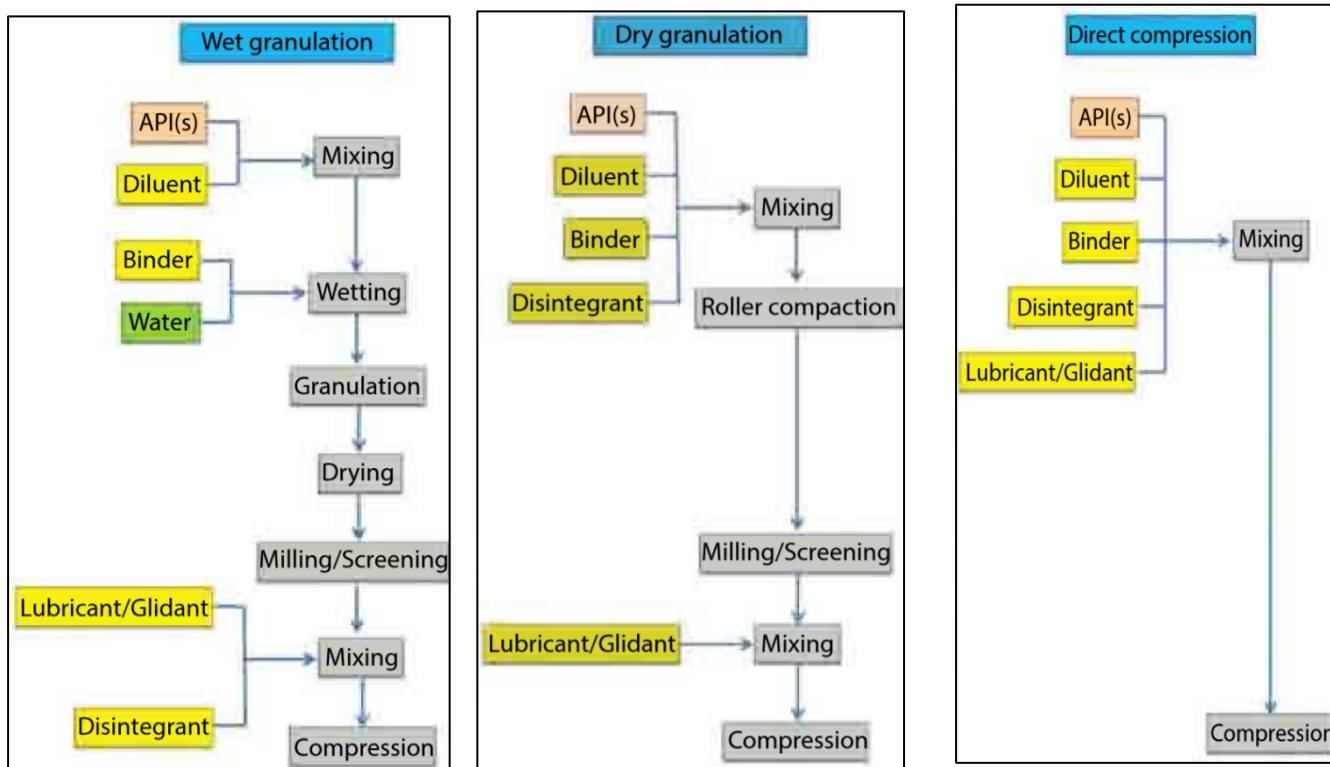 Wet granulation
API(s)
Mixing
Diluent
Binder
Wetting
Water
Granulation
Drying
Milling/Screening
Lubricant/Glidant
Mixing
Disintegrant
Compression
Dry granulation
API(s)
Diluent
Mixing
Binder
Disintegrant
Roller compaction
Milling/Screening
Lubricant/Glidant
Mixing
Compression
Direct compression
API(s)
Diluent
Binder
Mixing
Disintegrant
Lubricant/Glidant
Compression